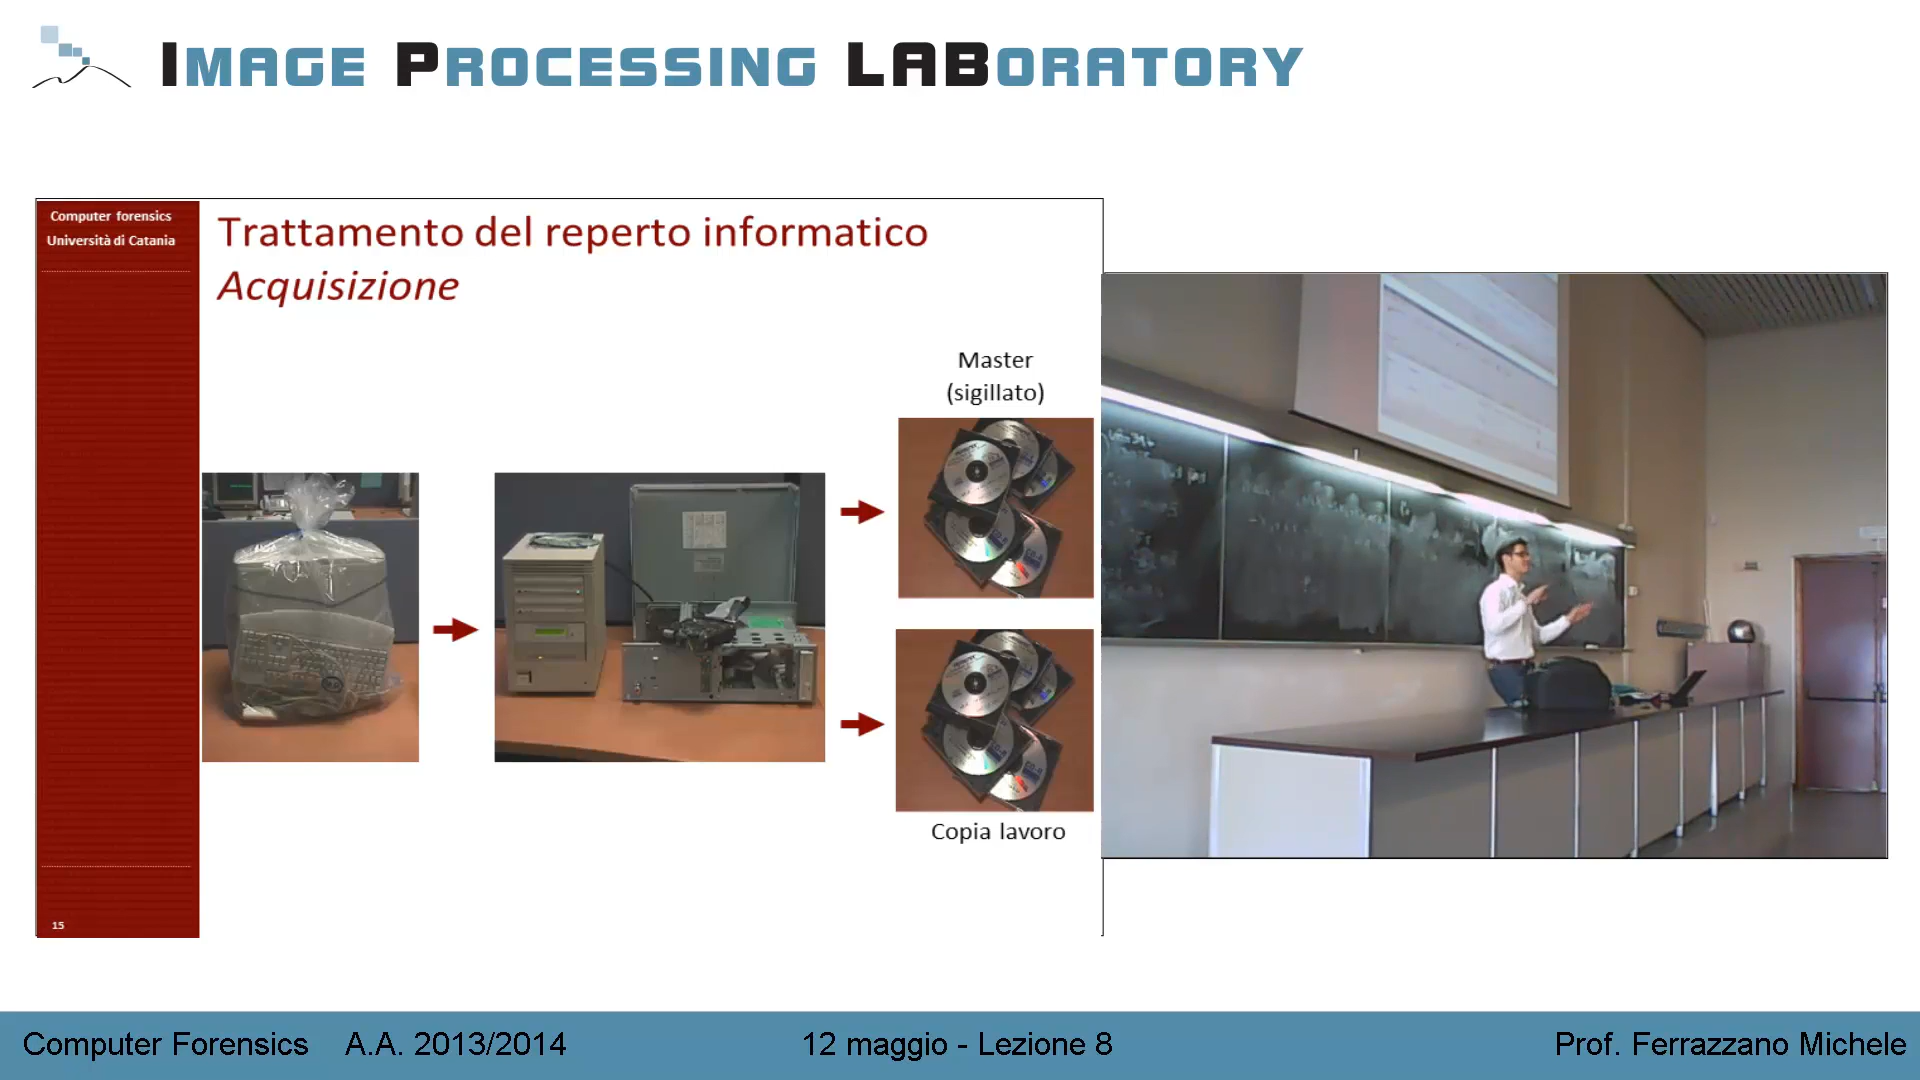 IMAGE PROCESSING LABORATORY
Computer forensics
Università di Catania
Trattamento del reperto informatico
Acquisizione
Master
(sigillato)
Copia lavoro
15
Computer Forensics A.A. 2013/2014 12 maggio - Lezione 8 Prof. Ferrazzano Michele